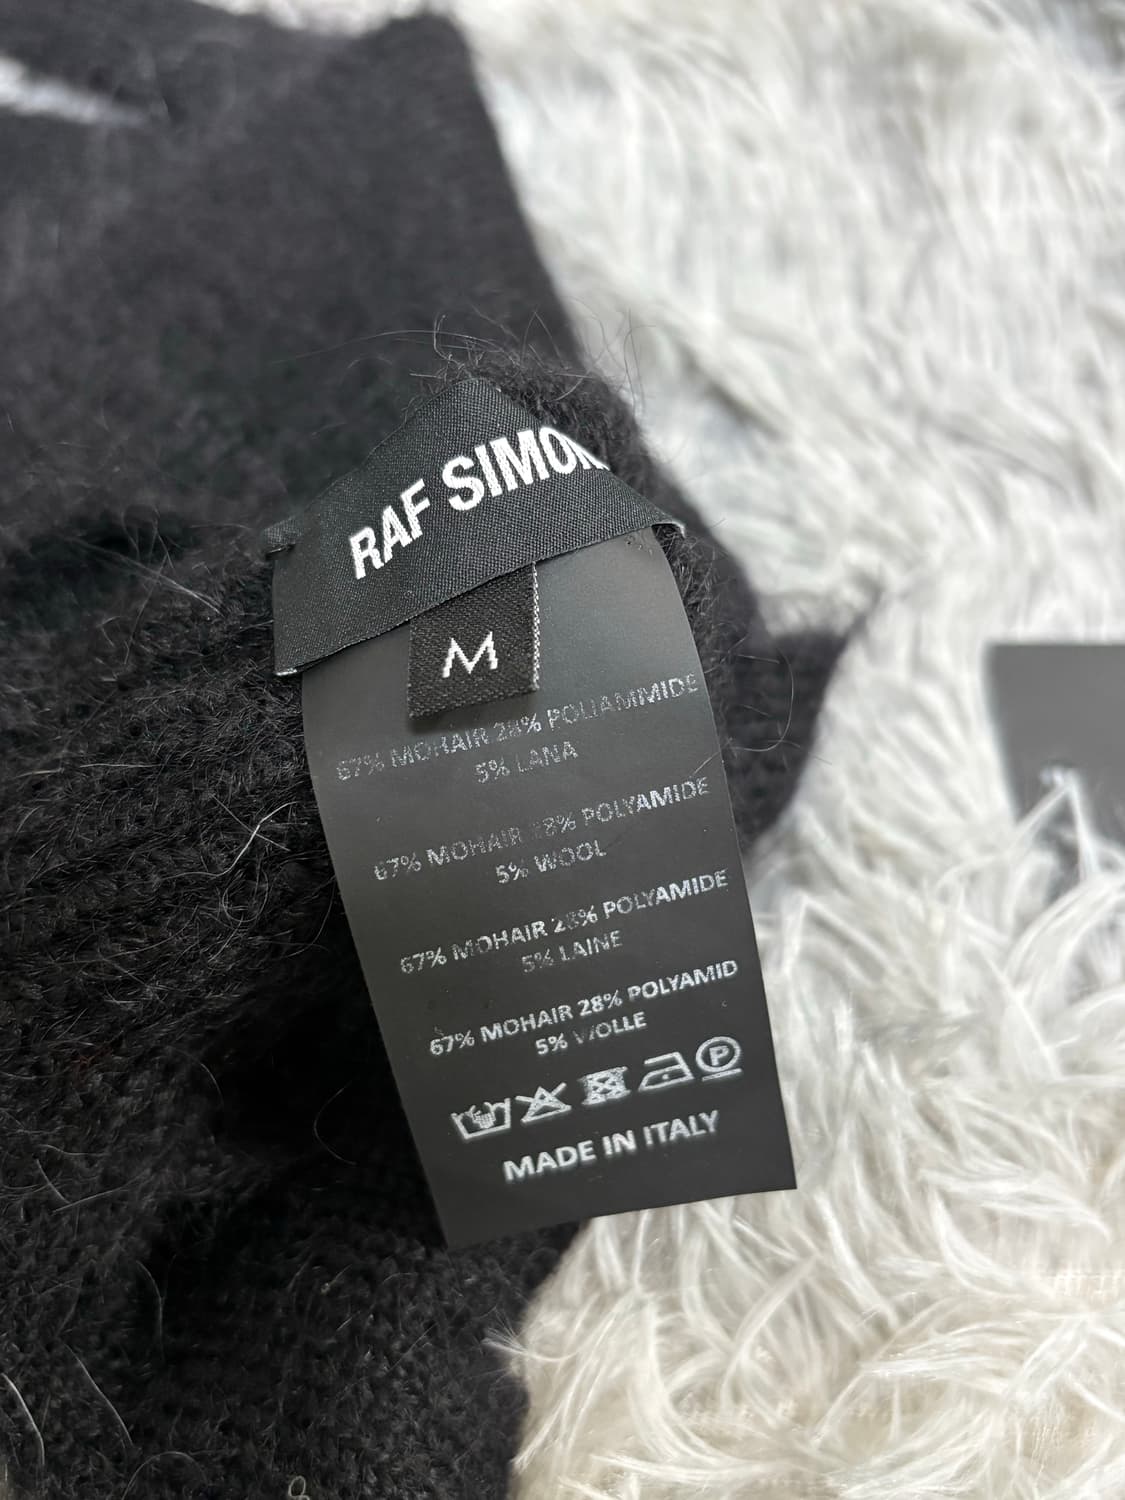 RAF SIMON
M
67% MOHAIR 28% POLIAMMIDE
5% LANA
67% MOHAIR 28% POLYAMIDE
5% WOOL
67% MOHAIR 28% POLYAMIDE
5% LAINE
67% MOHAIR 28% POLYAMID
5% WOLLE
P
MADE IN ITALY